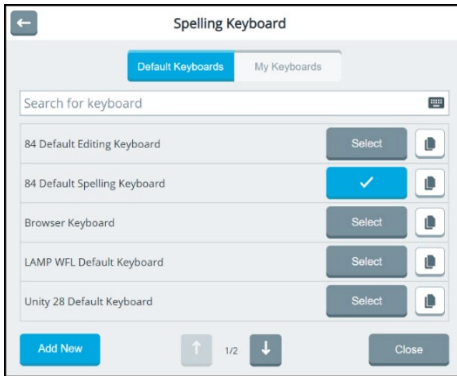 Spelling Keyboard
Default Keyboards My Keyboards
Search for keyboard
84 Default Editing Keyboard Select
84 Default Spelling Keyboard
Browser Keyboard Select
LAMP WFL Default Keyboard Select
Unity 28 Default Keyboard Select
Add New 1/2 Close